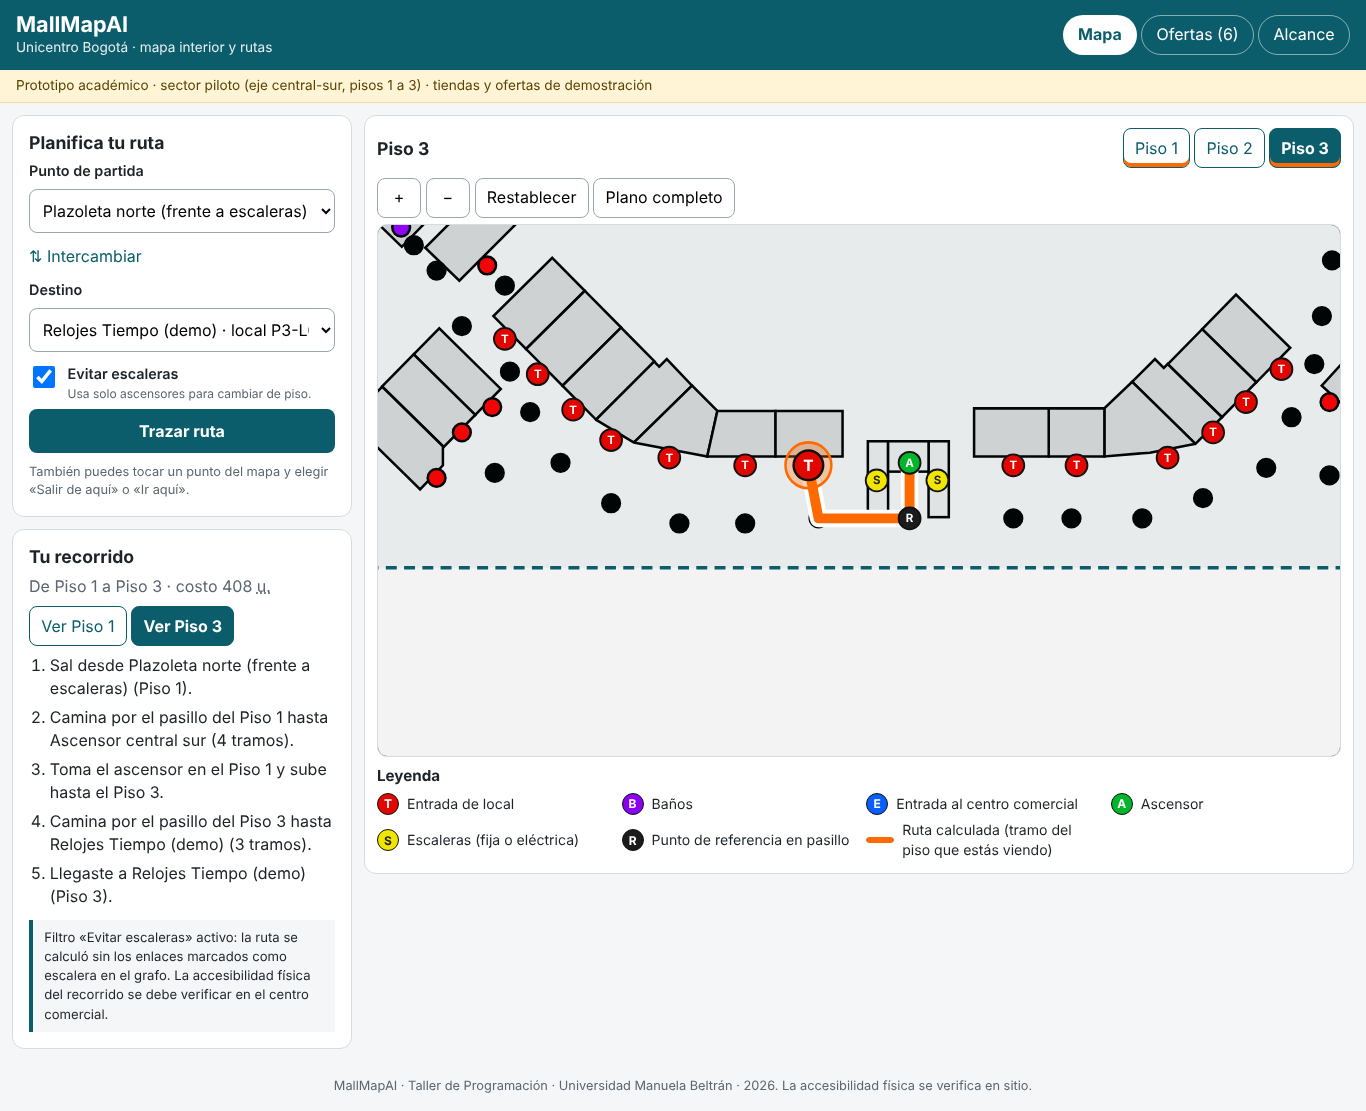 MallMapAI
Unicentro Bogotá · mapa interior y rutas
Mapa
Ofertas (6)
Alcance
Prototipo académico · sector piloto (eje central-sur, pisos 1 a 3) · tiendas y ofertas de demostración
Planifica tu ruta
Punto de partida
Plazoleta norte (frente a escaleras)
⇅ Intercambiar
Destino
Relojes Tiempo (demo) · local P3-L
Evitar escaleras
Usa solo ascensores para cambiar de piso.
Trazar ruta
También puedes tocar un punto del mapa y elegir
«Salir de aquí» o «Ir aquí».
Tu recorrido
De Piso 1 a Piso 3 · costo 408 u.
Ver Piso 1
Ver Piso 3
1. Sal desde Plazoleta norte (frente a
escaleras) (Piso 1).
2. Camina por el pasillo del Piso 1 hasta
Ascensor central sur (4 tramos).
3. Toma el ascensor en el Piso 1 y sube
hasta el Piso 3.
4. Camina por el pasillo del Piso 3 hasta
Relojes Tiempo (demo) (3 tramos).
5. Llegaste a Relojes Tiempo (demo)
(Piso 3).
Filtro «Evitar escaleras» activo: la ruta se
calculó sin los enlaces marcados como
escalera en el grafo. La accesibilidad física
del recorrido se debe verificar en el centro
comercial.
Piso 3
Piso 1
Piso 2
Piso 3
+
−
Restablecer
Plano completo
T
T
T
T
T
T
T
S
A
S
R
T
T
T
T
T
T
Leyenda
T Entrada de local
B Baños
E Entrada al centro comercial
A Ascensor
S Escaleras (fija o eléctrica)
R Punto de referencia en pasillo
Ruta calculada (tramo del
piso que estás viendo)
MallMapAI · Taller de Programación · Universidad Manuela Beltrán · 2026. La accesibilidad física se verifica en sitio.